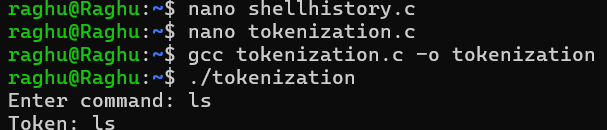 raghu@Raghu:~$ nano shellhistory.c
raghu@Raghu:~$ nano tokenization.c
raghu@Raghu:~$ gcc tokenization.c -o tokenization
raghu@Raghu:~$ ./tokenization
Enter command: ls
Token: ls